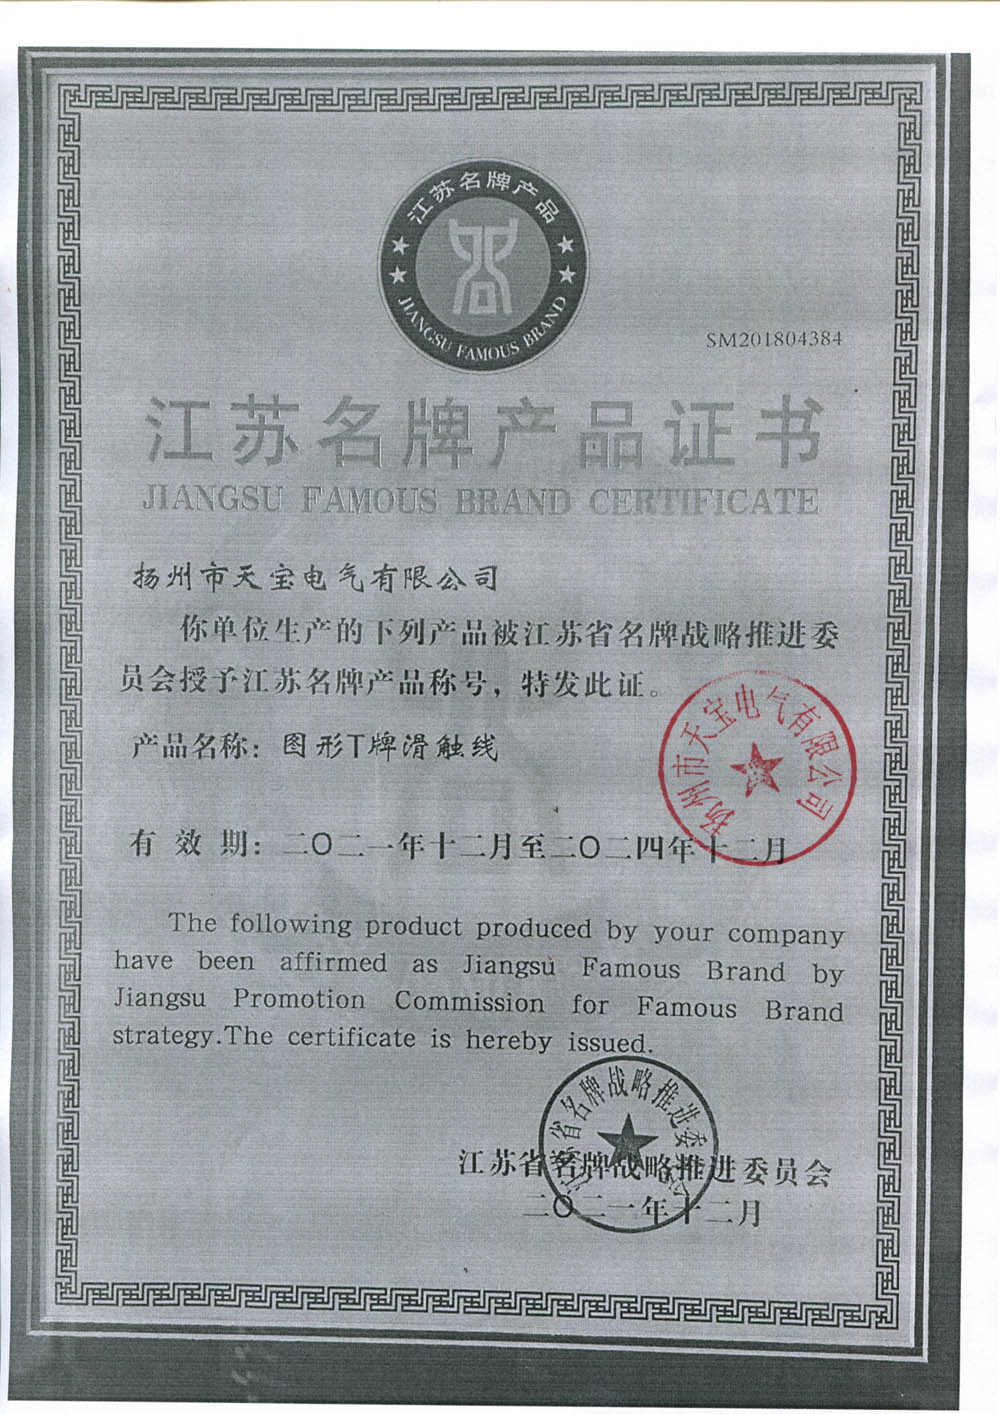 江苏名牌产品
JIANGSU FAMOUS BRAND
SM201804384
江苏名牌产品证书
JIANGSU FAMOUS BRAND CERTIFICATE
扬州市天宝电气有限公司
你单位生产的下列产品被江苏省名牌战略推进委
员会授予江苏名牌产品称号，特发此证。
扬州市天宝电气有限公司
产品名称：图形T牌滑触线
有 效 期：二〇二一年十二月至二〇二四年十二月
The following product produced by your company
have been affirmed as Jiangsu Famous Brand by
Jiangsu Promotion Commission for Famous Brand
strategy.The certificate is hereby issued.
江苏省名牌战略推进委员会
江苏省名牌战略推进委员会
二〇二一年十二月